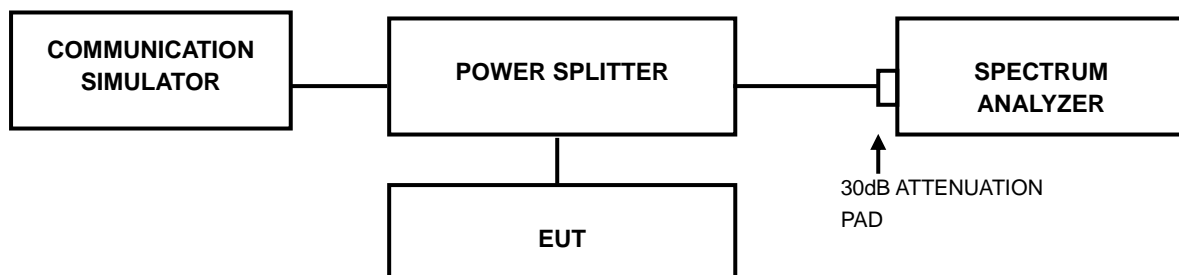 COMMUNICATION
SIMULATOR
POWER SPLITTER
SPECTRUM
ANALYZER
30dB ATTENUATION
PAD
EUT